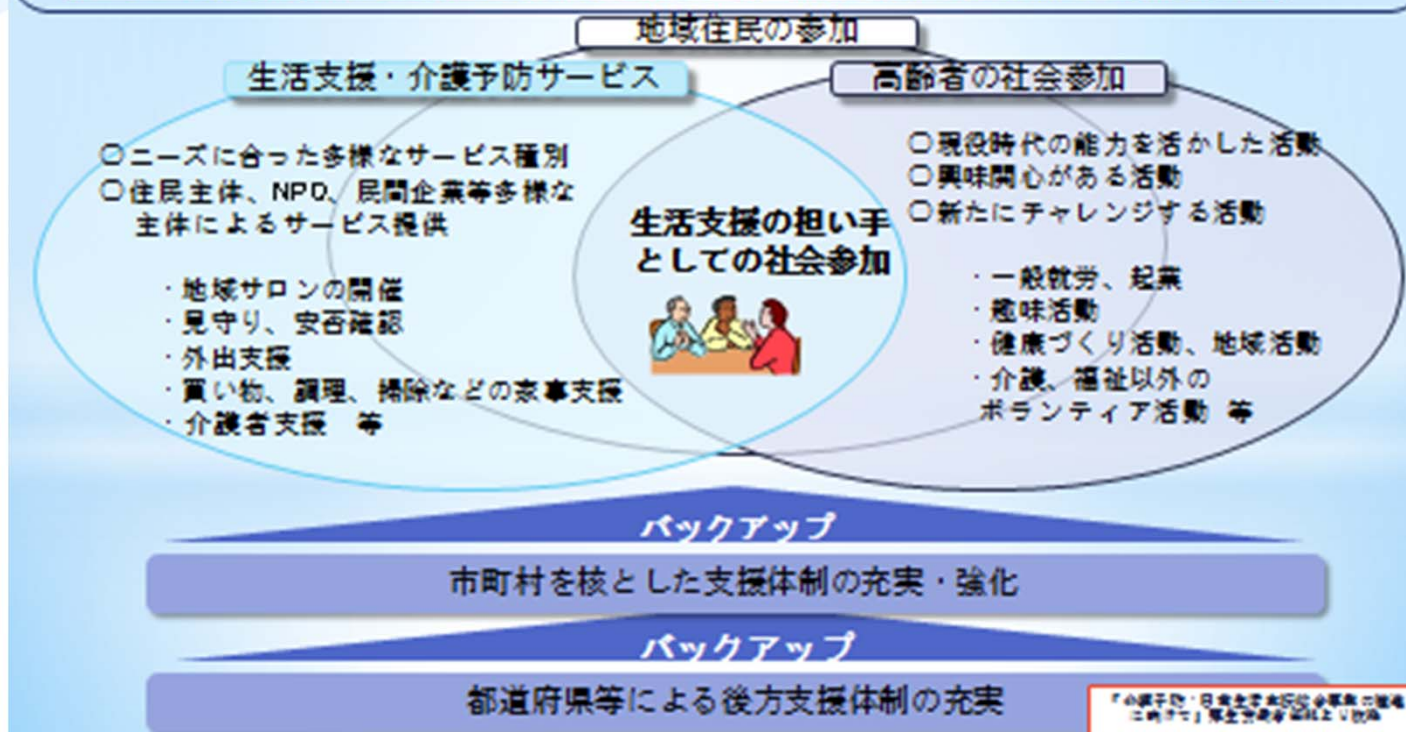 地域住民の参加
生活支援・介護予防サービス
高齢者の社会参加
○ニーズに合った多様なサービス種別
○住民主体、NPO、民間企業等多様な
主体によるサービス提供
・地域サロンの開催
・見守り、安否確認
・外出支援
・買い物、調理、掃除などの家事支援
・介護者支援 等
生活支援の担い手
としての社会参加
○現役時代の能力を活かした活動
○興味関心がある活動
○新たにチャレンジする活動
・一般就労、起業
・趣味活動
・健康づくり活動、地域活動
・介護、福祉以外の
ボランティア活動 等
バックアップ
市町村を核とした支援体制の充実・強化
バックアップ
都道府県等による後方支援体制の充実